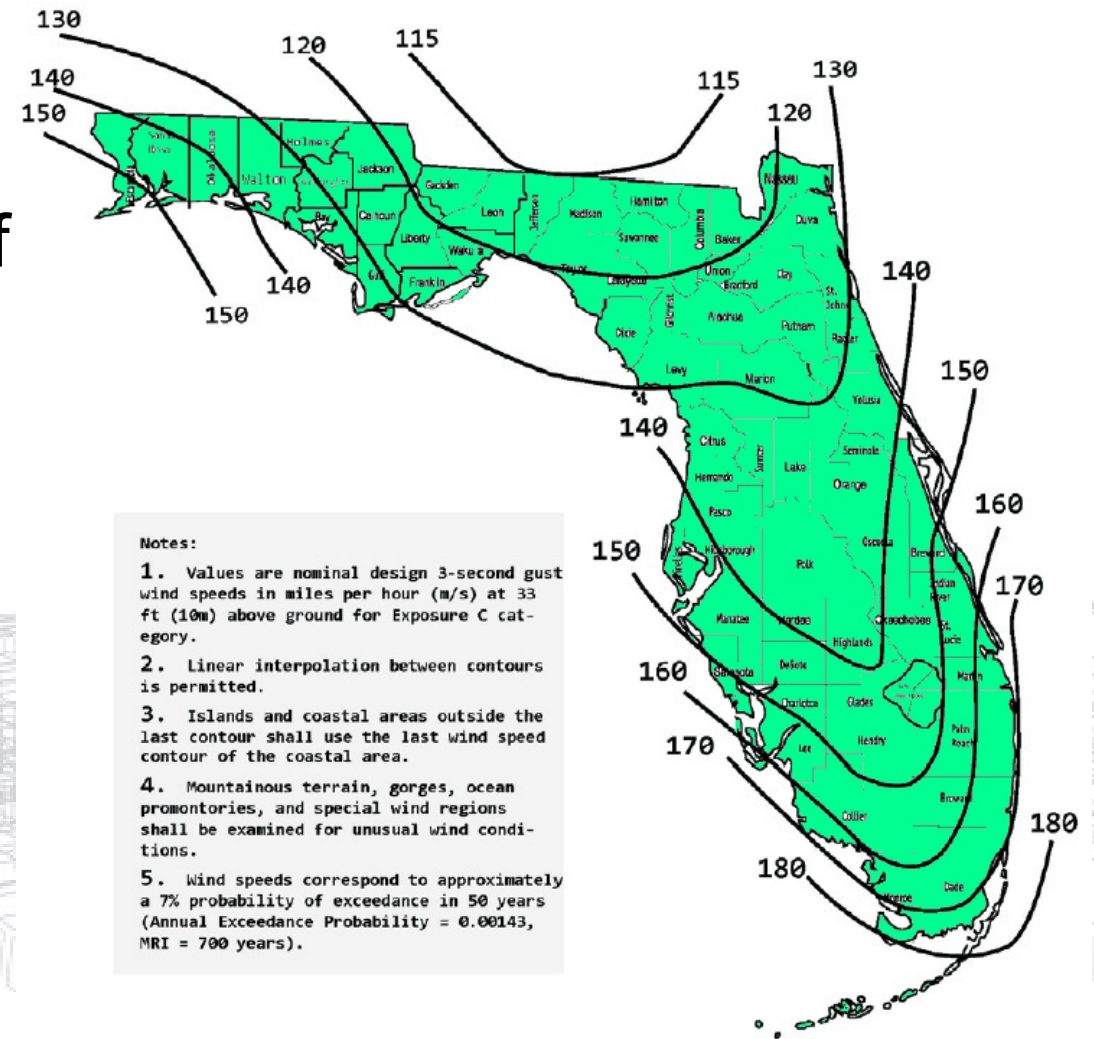 130
120
115
140
115
130
150
120
Santa
Rosa
Okaloosa
Holmes
Walton
Jackson
Gadsden
Nassau
Bay
Calhoun
Leon
Jefferson
Madison
Hamilton
Duva
Liberty
Wakulla
Suwannee
Columbia
Baker
f
140
Gulf
Franklin
Taylor
Lafayette
Union
Clay
140
150
Bradford
St.
John
Dixie
Gilchrist
Alachua
Putnam
Flagler
Levy
Marion
150
140
Volusia
Citrus
Sumter
Lake
Seminole
Hernando
Orange
Pasco
160
150
Hillsborough
Polk
Osceola
Brevard
Indian
River
170
Manatee
Hardee
Okeechobee
St.
Lucie
Highlands
160
Sarasota
DeSoto
Martin
Charlotte
Glades
170
Lee
Hendry
Palm
Beach
Broward
Collier
180
180
Monroe
Dade
Notes:
1. Values are nominal design 3-second gust
wind speeds in miles per hour (m/s) at 33
ft (10m) above ground for Exposure C cat-
egory.
2. Linear interpolation between contours
is permitted.
3. Islands and coastal areas outside the
last contour shall use the last wind speed
contour of the coastal area.
4. Mountainous terrain, gorges, ocean
promontories, and special wind regions
shall be examined for unusual wind condi-
tions.
5. Wind speeds correspond to approximately
a 7% probability of exceedance in 50 years
(Annual Exceedance Probability = 0.00143,
MRI = 700 years).